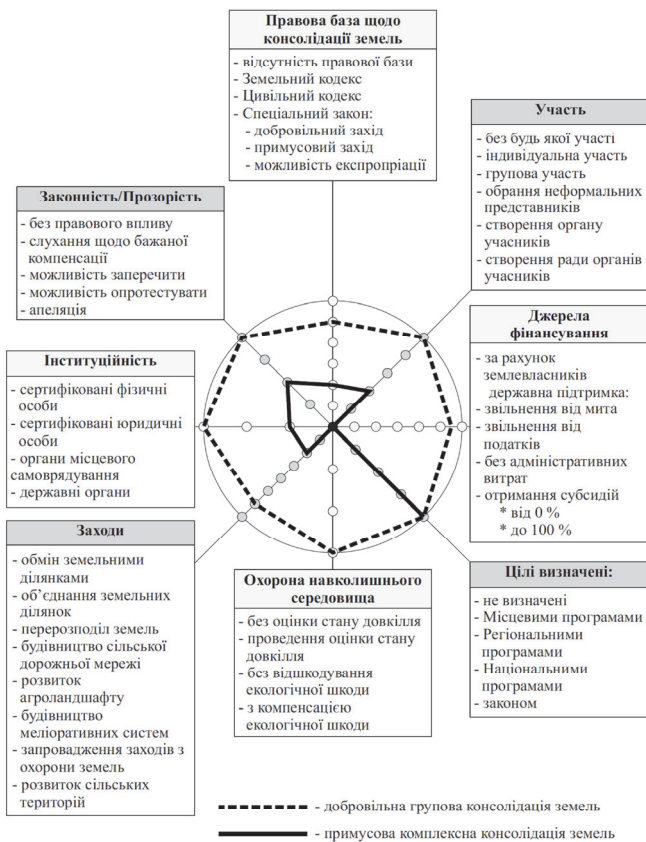 Правова база щодо
консолідації земель
- відсутність правової бази
- Земельний кодекс
- Цивільний кодекс
- Спеціальний закон:
- добровільний захід
- примусовий захід
- можливість експропріації
Участь
- без будь якої участі
- індивідуальна участь
- групова участь
- обрання неформальних
представників
- створення органу
учасників
- створення ради органів
учасників
Законність/Прозорість
- без правового впливу
- слухання щодо бажаної
компенсації
- можливість заперечити
- можливість опротестувати
- апеляція
Джерела
фінансування
- за рахунок
землевласників
державна підтримка:
- звільнення від мита
- звільнення від
податків
- без адміністративних
витрат
- отримання субсидій
* від 0 %
* до 100 %
Інституційність
- сертифіковані фізичні
особи
- сертифіковані юридичні
особи
- органи місцевого
самоврядування
- державні органи
Заходи
- обмін земельними
ділянками
- об’єднання земельних
ділянок
- перерозподіл земель
- будівництво сільської
дорожньої мережі
- розвиток
агроландшафту
- будівництво
меліоративних систем
- запровадження заходів з
охорони земель
- розвиток сільських
територій
Охорона навколишнього
середовища
- без оцінки стану довкілля
- проведення оцінки стану
довкілля
- без відшкодування
екологічної шкоди
- з компенсацією
екологічної шкоди
Цілі визначені:
- не визначені
- Місцевими програмами
- Регіональними
програмами
- Національними
програмами
- законом
- добровільна групова консолідація земель
- примусова комплексна консолідація земель